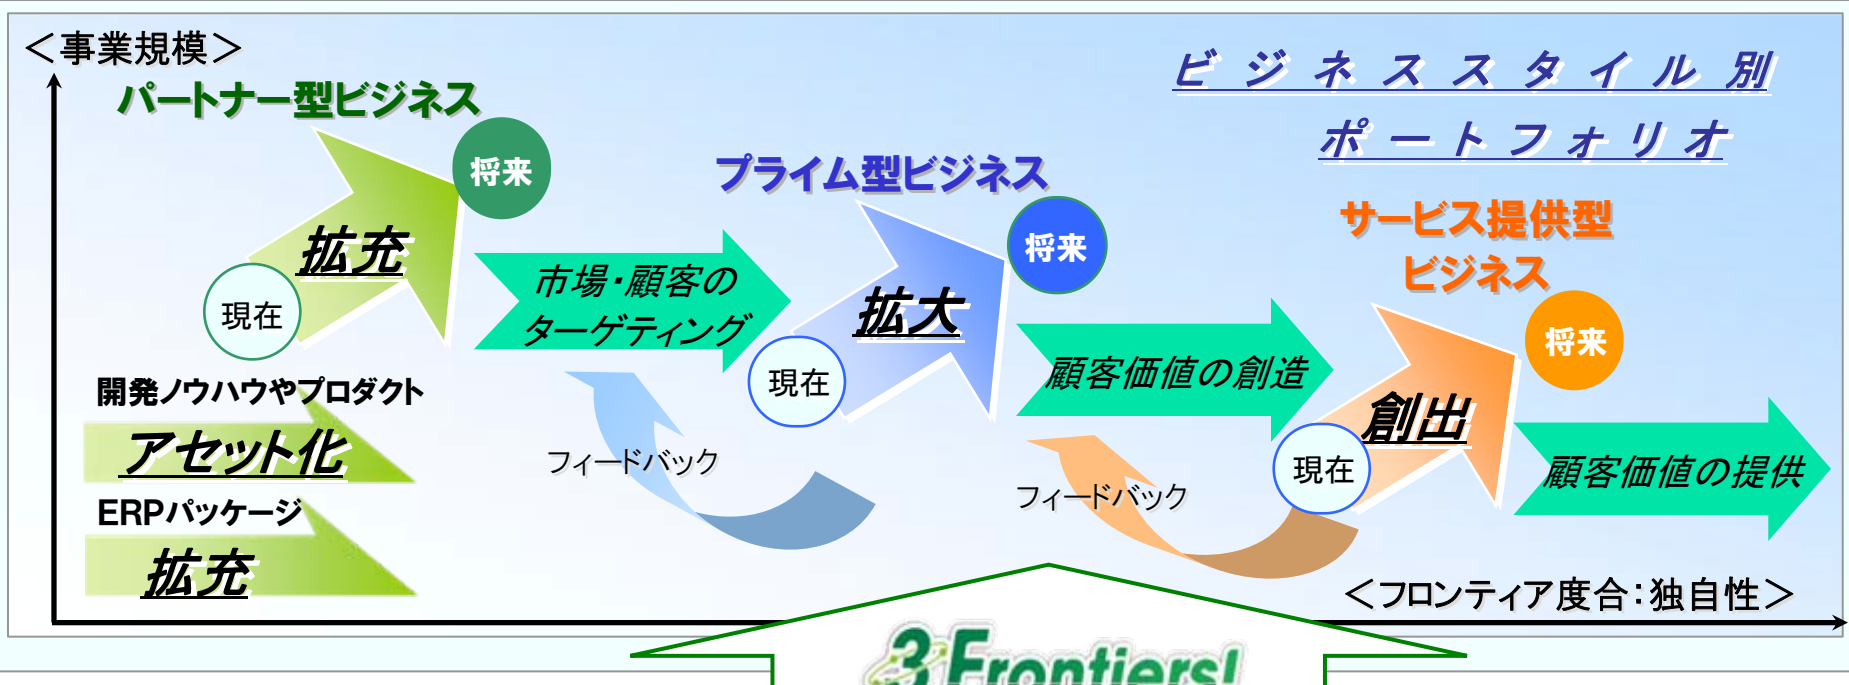 ＜事業規模＞
ビジネススタイル別
ポートフォリオ
パートナー型ビジネス
将来
拡充
現在
開発ノウハウやプロダクト
アセット化
ERPパッケージ
拡充
市場・顧客の
ターゲティング
フィードバック
プライム型ビジネス
将来
拡大
現在
顧客価値の創造
フィードバック
サービス提供型
ビジネス
将来
創出
現在
顧客価値の提供
＜フロンティア度合：独自性＞
3 Frontiers!